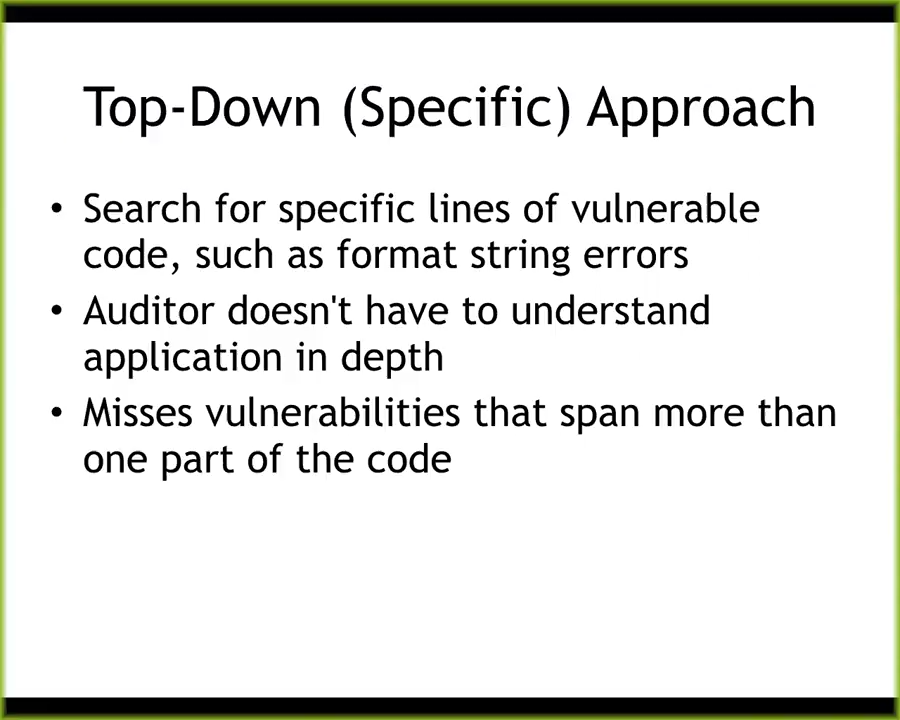 Top-Down (Specific) Approach
• Search for specific lines of vulnerable
code, such as format string errors
• Auditor doesn't have to understand
application in depth
• Misses vulnerabilities that span more than
one part of the code